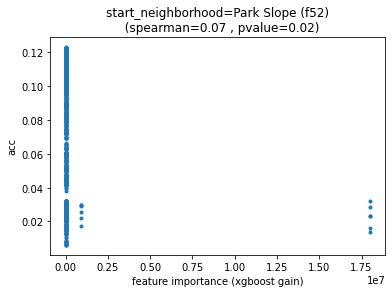 start_neighborhood=Park Slope (f52)
(spearman=0.07 , pvalue=0.02)
acc
0.12
0.10
0.08
0.06
0.04
0.02
0.00 0.25 0.50 0.75 1.00 1.25 1.50 1.75
1e7
feature importance (xgboost gain)